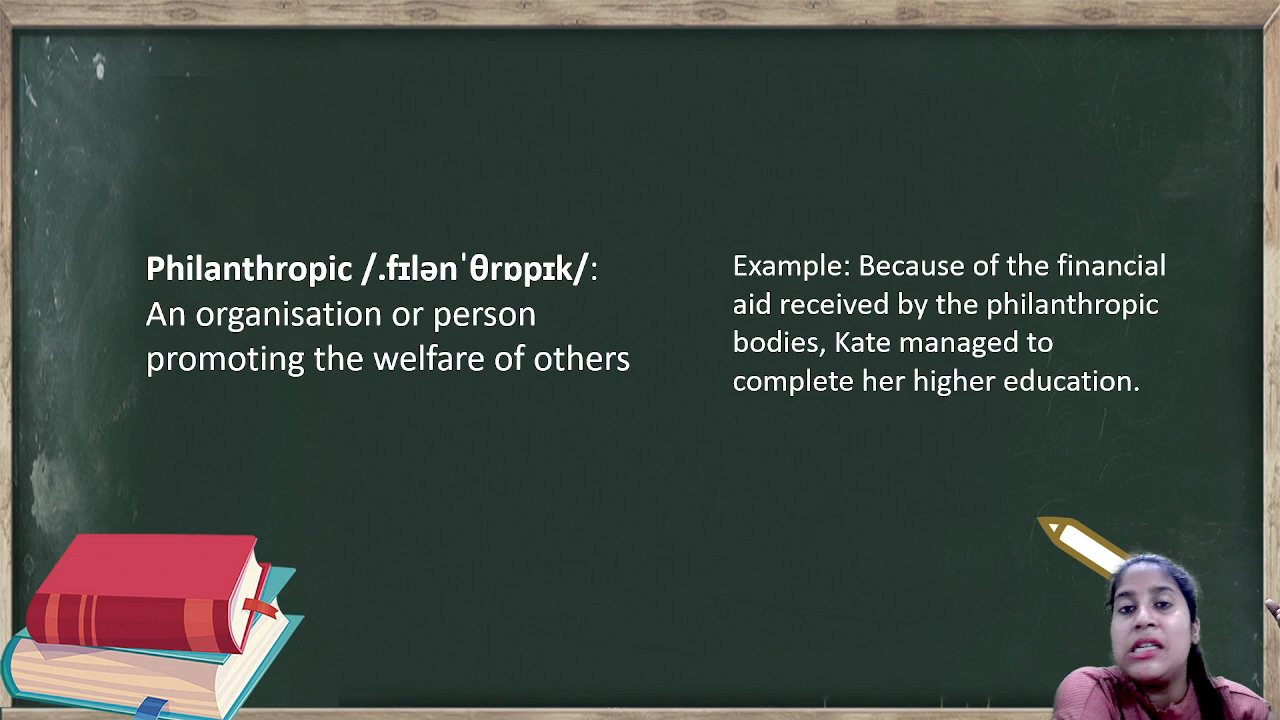 Philanthropic /.fɪlənˈθrɒpɪk/:
An organisation or person
promoting the welfare of others
Example: Because of the financial
aid received by the philanthropic
bodies, Kate managed to
complete her higher education.